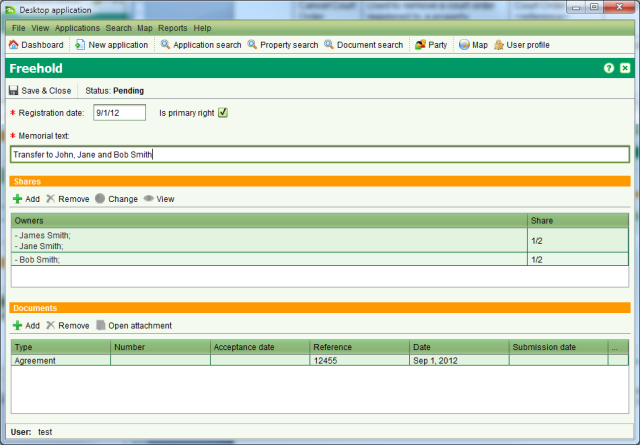 Desktop application
File View Applications Search Map Reports Help
Dashboard New application Application search Property search Document search Party Map User profile
Freehold
Save & Close Status: Pending
* Registration date: 9/1/12 Is primary right
* Memorial text:
Transfer to John, Jane and Bob Smith
Shares
Add Remove Change View
Owners Share
- James Smith;
- Jane Smith; 1/2
- Bob Smith; 1/2
Documents
Add Remove Open attachment
Type Number Acceptance date Reference Date Submission date ...
Agreement 12455 Sep 1, 2012
User: test